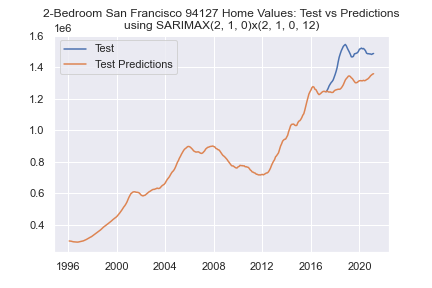 2-Bedroom San Francisco 94127 Home Values: Test vs Predictions
using SARIMAX(2, 1, 0)x(2, 1, 0, 12)
1e6
1.6
1.4
1.2
1.0
0.8
0.6
0.4
Test
Test Predictions
1996 2000 2004 2008 2012 2016 2020